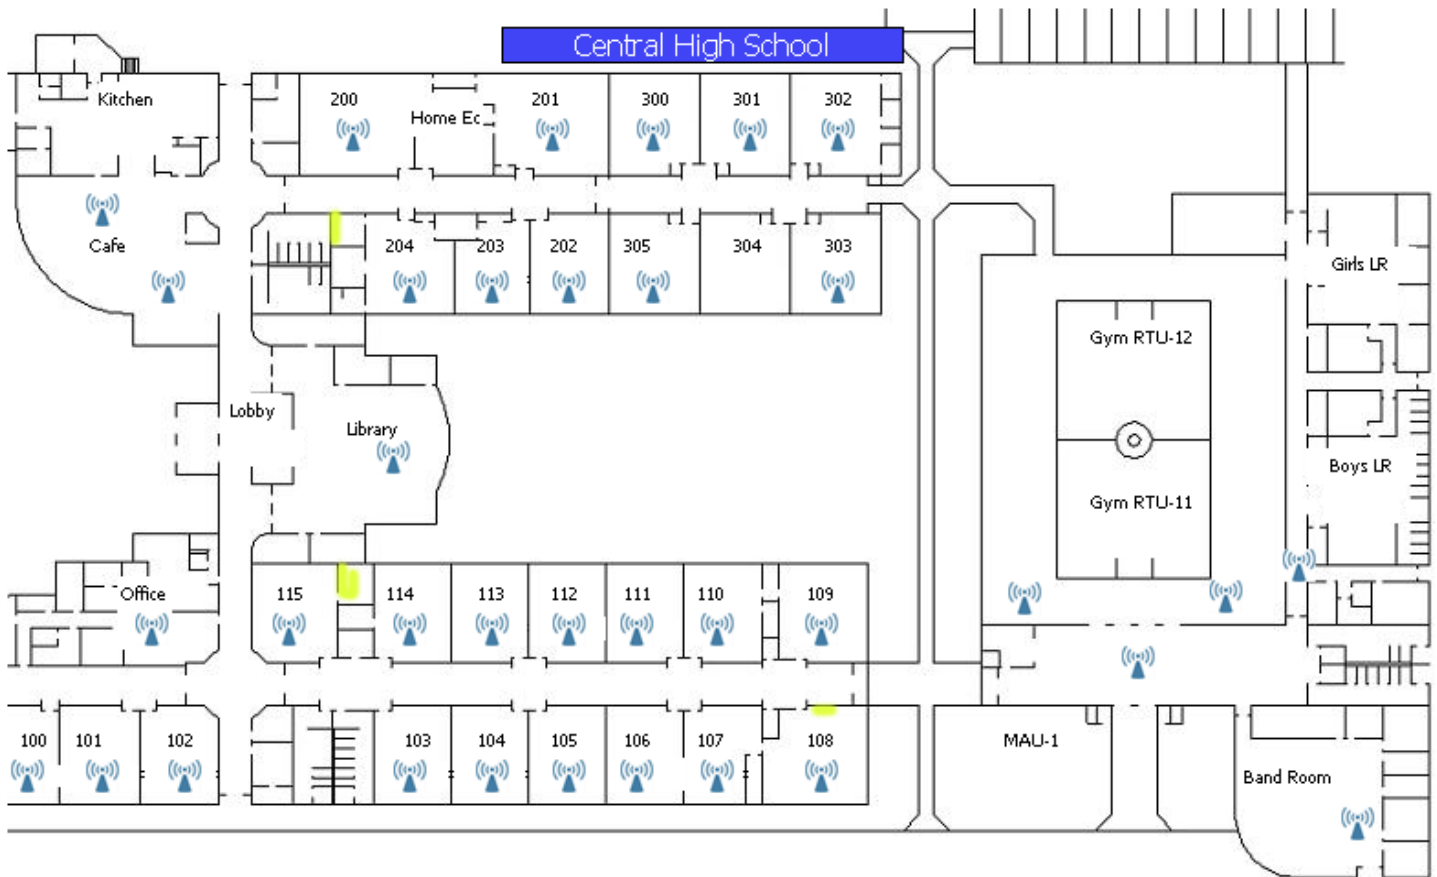 Central High School
Kitchen
200
Home Ec
201
300
301
302
Cafe
204
203
202
305
304
303
Girls LR
Gym RTU-12
Lobby
Library
Boys LR
Gym RTU-11
Office
115
114
113
112
111
110
109
100
101
102
103
104
105
106
107
108
MAU-1
Band Room